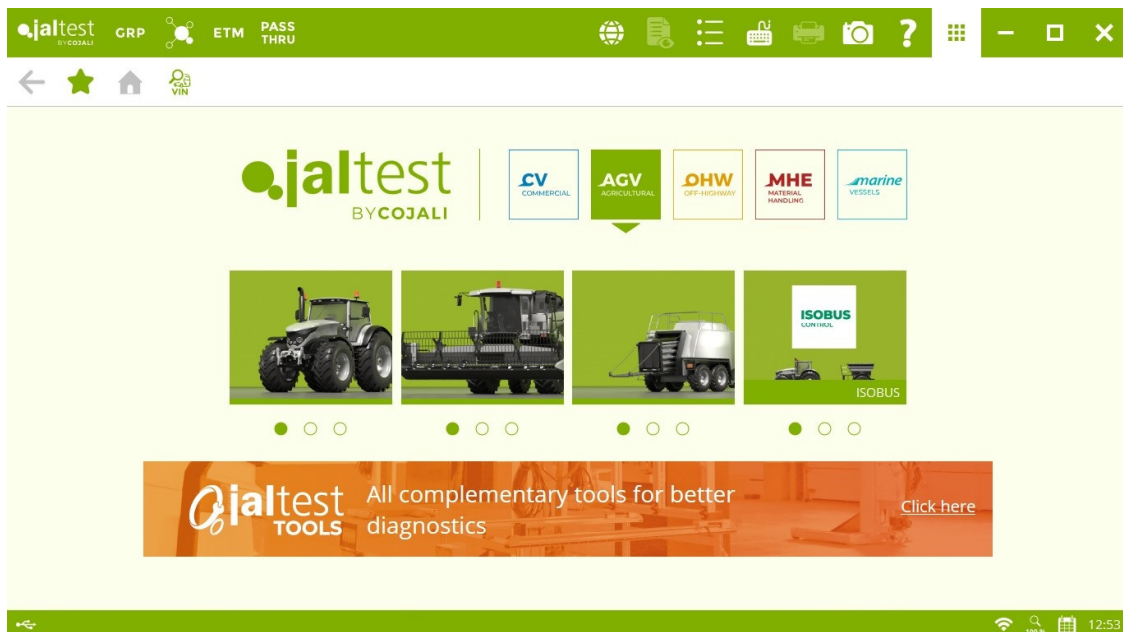 jaltest
BY COJALI
GRP
ETM
PASS
THRU
?
VIN
jaltest
BYCOJALI
CV
COMMERCIAL
AGV
AGRICULTURAL
OHW
OFF-HIGHWAY
MHE
MATERIAL
HANDLING
marine
VESSELS
ISOBUS
CONTROL
ISOBUS
jaltest
TOOLS
All complementary tools for better
diagnostics
Click here
100 %
12:53